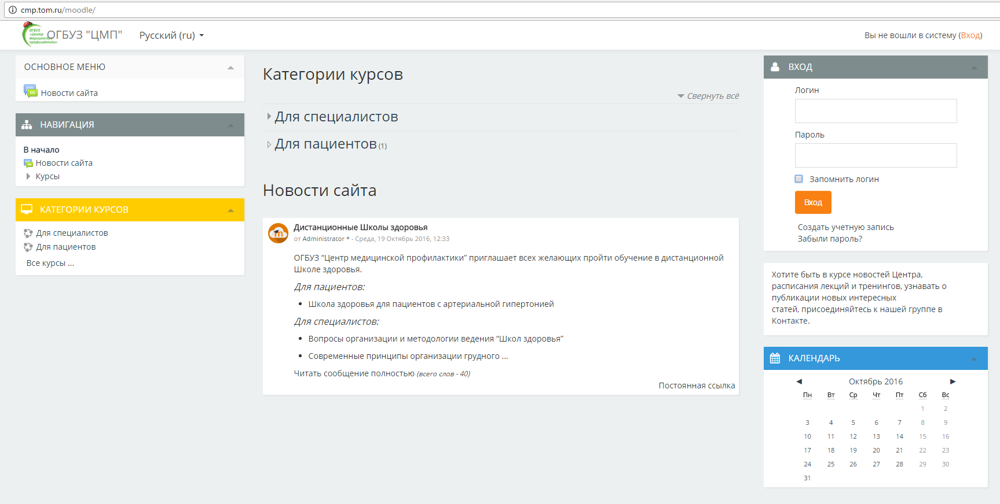 cmp.tom.ru/moodle/
ОГБУЗ
«Центр
медицинской
профилактики»
ОГБУЗ "ЦМП"
Русский (ru)
Вы не вошли в систему (Вход)
ОСНОВНОЕ МЕНЮ
Новости сайта
НАВИГАЦИЯ
В начало
Новости сайта
Курсы
КАТЕГОРИИ КУРСОВ
Для специалистов
Для пациентов
Все курсы ...
Категории курсов
Свернуть всё
Для специалистов
Для пациентов (1)
Новости сайта
Дистанционные Школы здоровья
от Administrator * - Среда, 19 Октябрь 2016, 12:33
ОГБУЗ “Центр медицинской профилактики” приглашает всех желающих пройти обучение в дистанционной
Школе здоровья.
Для пациентов:
Школа здоровья для пациентов с артериальной гипертонией
Для специалистов:
Вопросы организации и методологии ведения “Школ здоровья”
Современные принципы организации грудного ...
Читать сообщение полностью (всего слов - 40)
Постоянная ссылка
ВХОД
Логин
Пароль
Запомнить логин
Вход
Создать учетную запись
Забыли пароль?
Хотите быть в курсе новостей Центра,
расписания лекций и тренингов, узнавать о
публикации новых интересных
статей, присоединяйтесь к нашей группе в
Контакте.
КАЛЕНДАРЬ
◀ Октябрь 2016 ▶
Пн Вт Ср Чт Пт Сб Вс
1 2
3 4 5 6 7 8 9
10 11 12 13 14 15 16
17 18 19 20 21 22 23
24 25 26 27 28 29 30
31